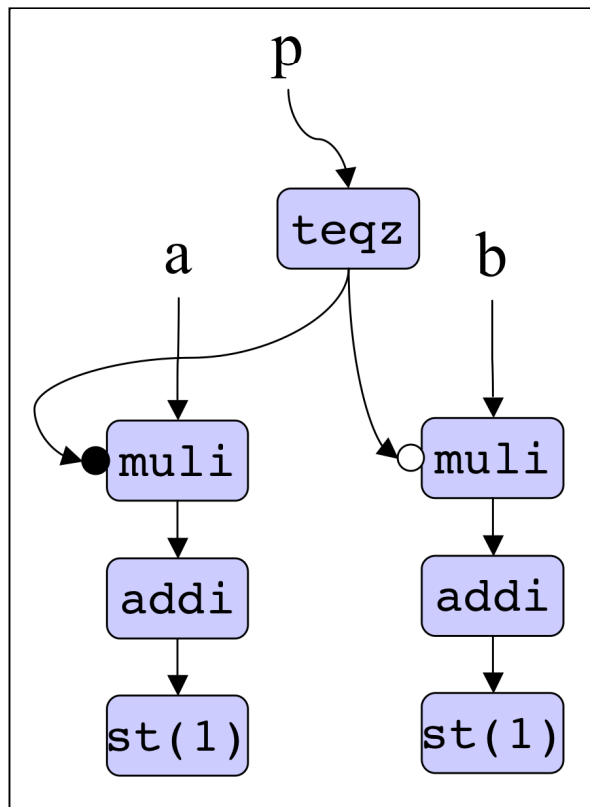 p
teqz
a
b
muli
muli
addi
addi
st(1)
st(1)